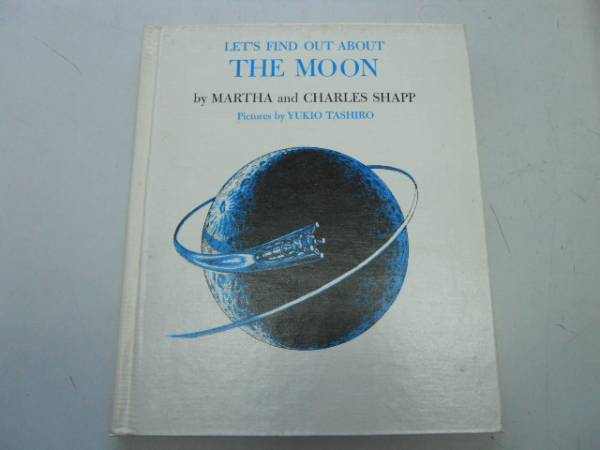 LET'S FIND OUT ABOUT
THE MOON
by MARTHA and CHARLES SHAPP
Pictures by YUKIO TASHIRO